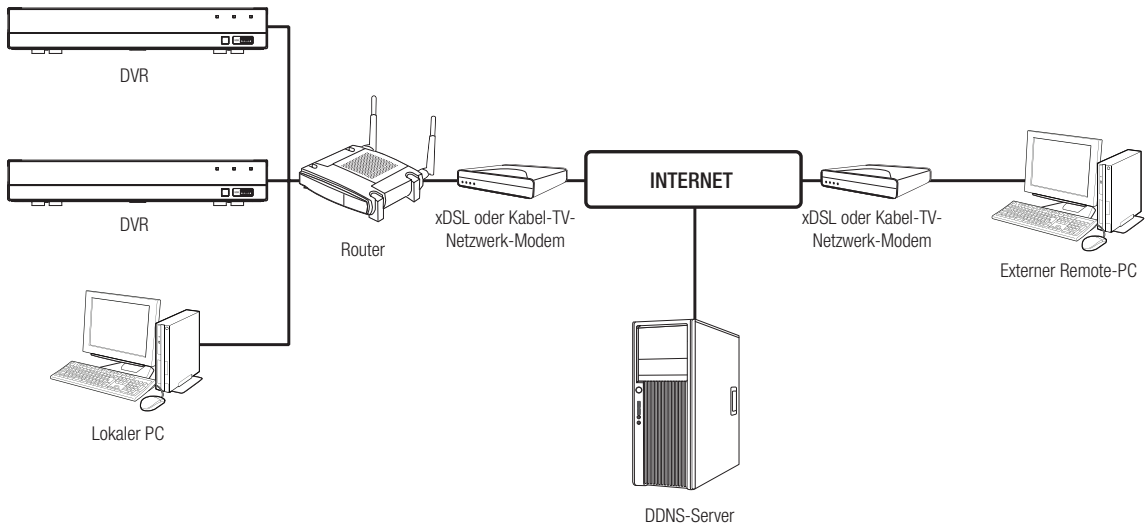 DVR
DVR
Router
xDSL oder Kabel-TV-
Netzwerk-Modem
INTERNET
xDSL oder Kabel-TV-
Netzwerk-Modem
Externer Remote-PC
Lokaler PC
DDNS-Server